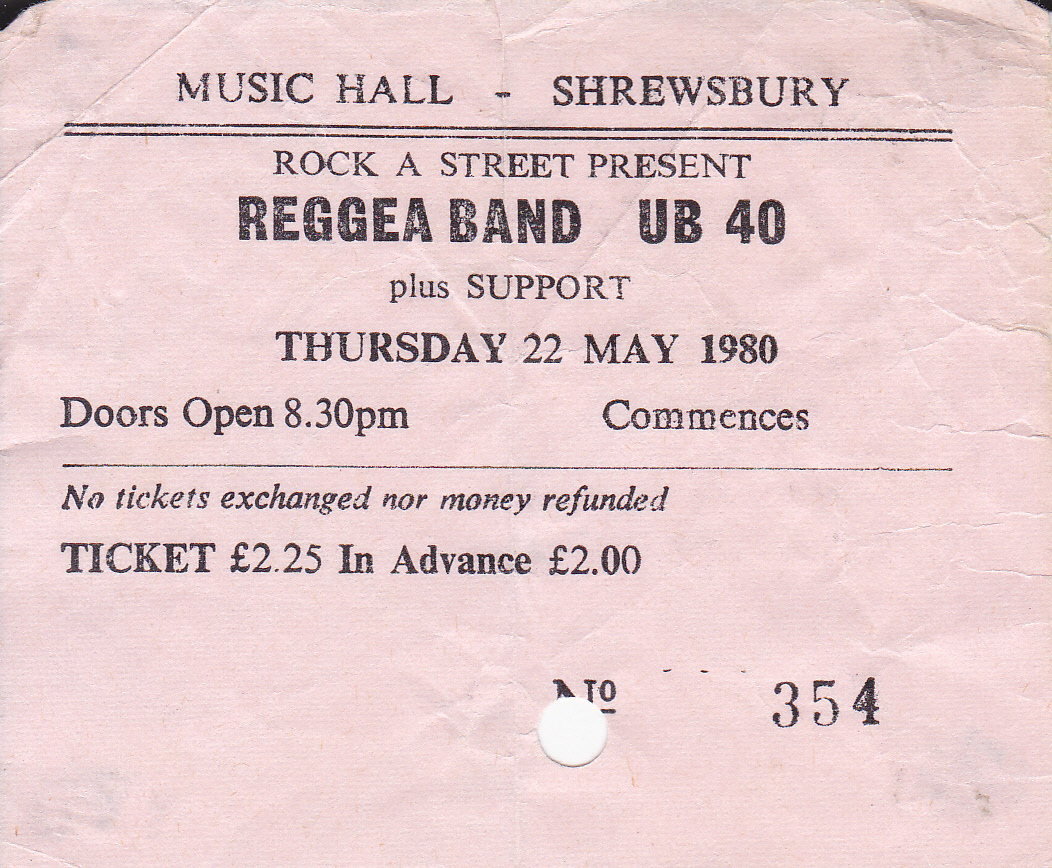 MUSIC HALL - SHREWSBURY
ROCK A STREET PRESENT
REGGEA BAND UB 40
plus SUPPORT
THURSDAY 22 MAY 1980
Doors Open 8.30pm Commences
No tickets exchanged nor money refunded
TICKET £2.25 In Advance £2.00
Nº 354